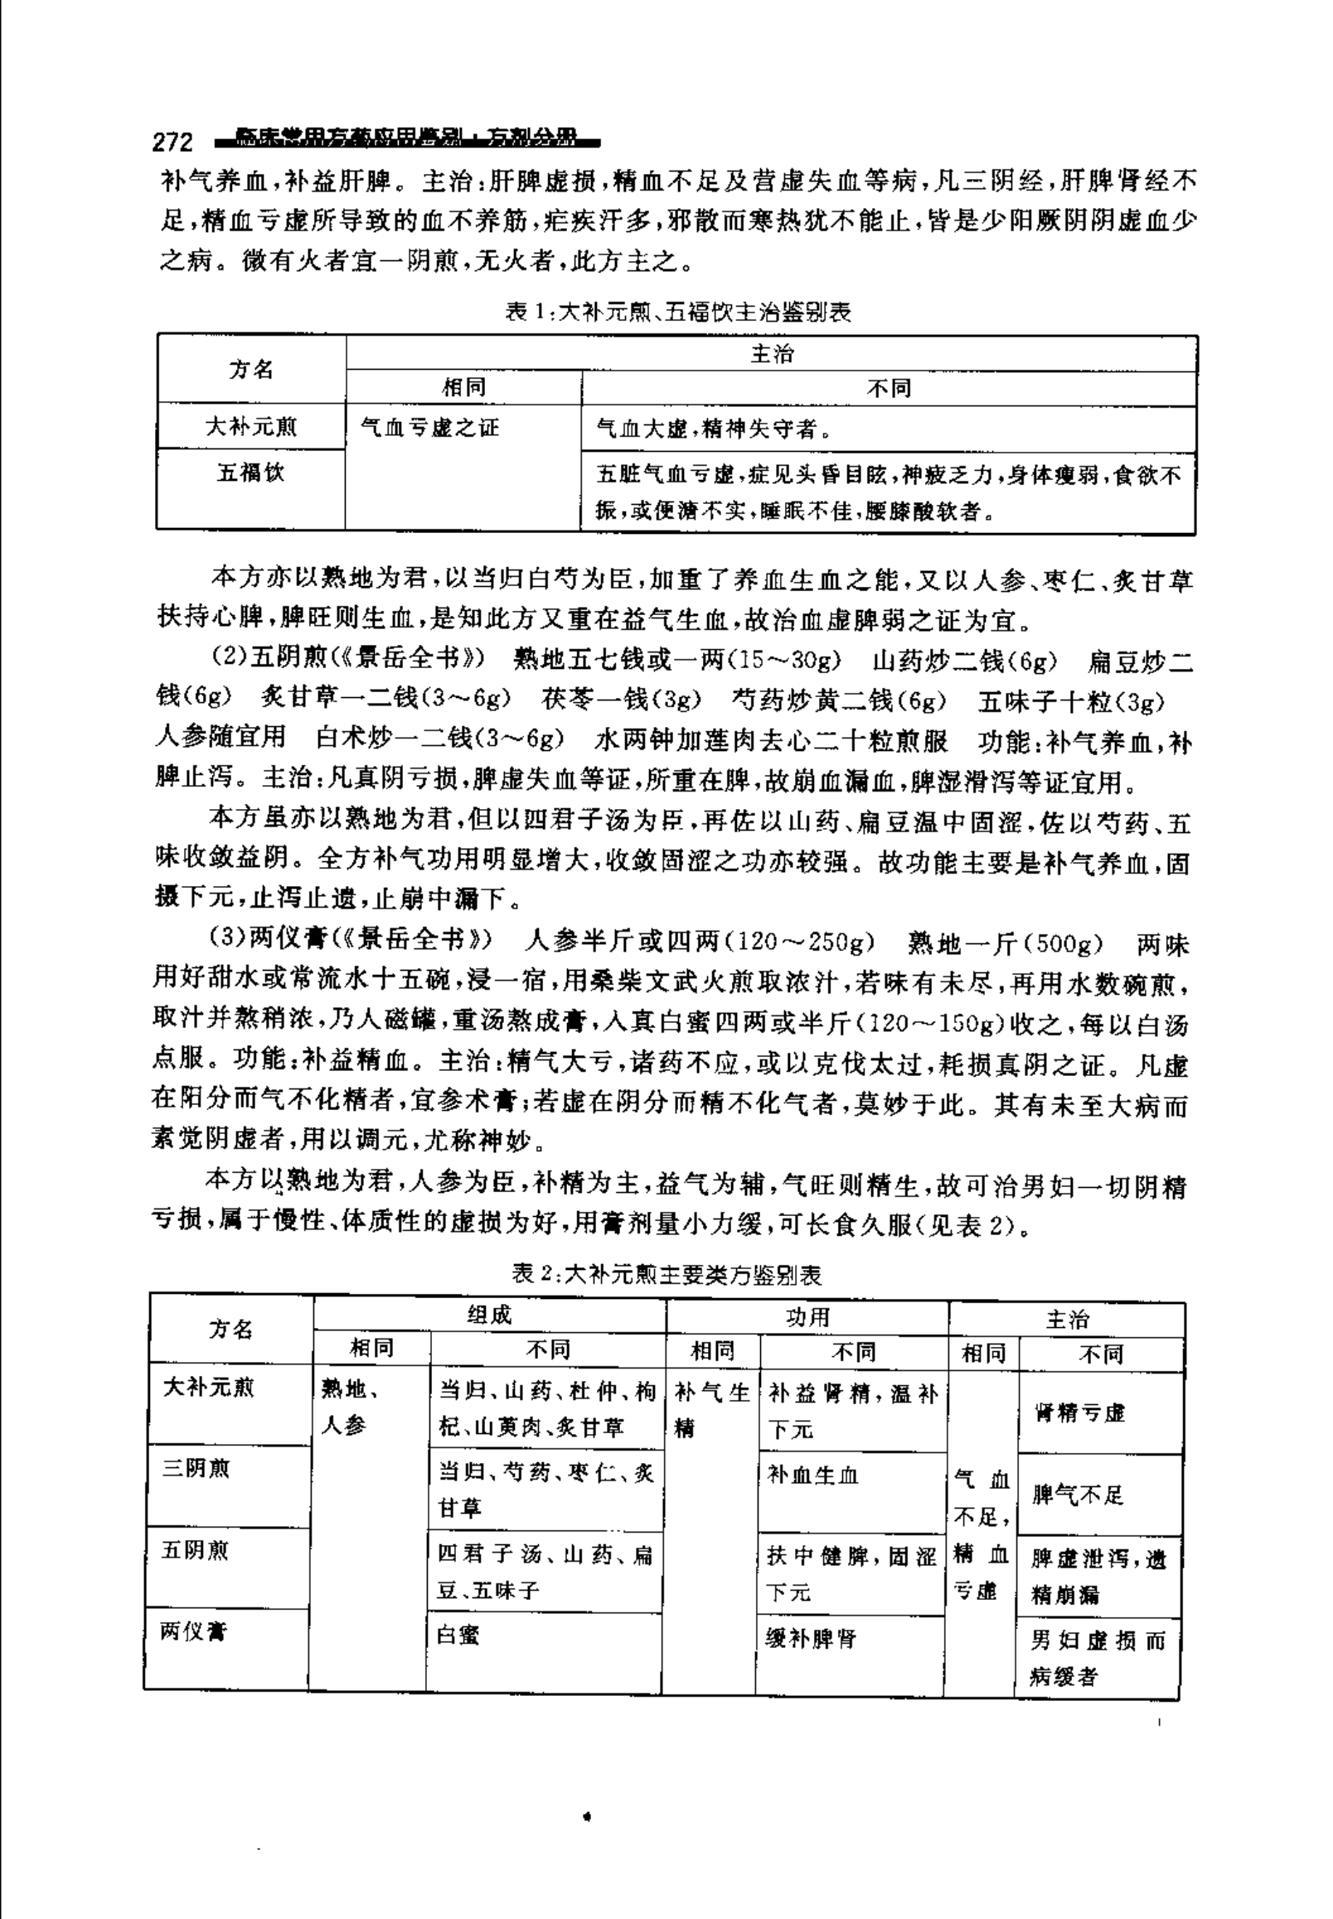 272 临床常用方药应用鉴别·方剂分册
补气养血,补益肝脾。主治:肝脾虚损,精血不足及营虚失血等病,凡三阴经,肝脾肾经不
足,精血亏虚所导致的血不养筋,疟疾汗多,邪散而寒热犹不能止,皆是少阳厥阴阴虚血少
之病。微有火者宜一阴煎,无火者,此方主之。
表1:大补元煎、五福饮主治鉴别表
方名 主治
相同 不同
大补元煎 气血亏虚之证 气血大虚,精神失守者。
五福饮 五脏气血亏虚,症见头昏目眩,神疲乏力,身体瘦弱,食欲不
振,或便溏不实,睡眠不佳,腰膝酸软者。
本方亦以熟地为君,以当归白芍为臣,加重了养血生血之能,又以人参、枣仁、炙甘草
扶持心脾,脾旺则生血,是知此方又重在益气生血,故治血虚脾弱之证为宜。
(2)五阴煎(《景岳全书》) 熟地五七钱或一两(15～30g) 山药炒二钱(6g) 扁豆炒二
钱(6g) 炙甘草一二钱(3～6g) 茯苓一钱(3g) 芍药炒黄二钱(6g) 五味子十粒(3g)
人参随宜用 白术炒一二钱(3～6g) 水两钟加莲肉去心二十粒煎服 功能:补气养血,补
脾止泻。主治:凡真阴亏损,脾虚失血等证,所重在脾,故崩血漏血,脾湿滑泻等证宜用。
本方虽亦以熟地为君,但以四君子汤为臣,再佐以山药、扁豆温中固涩,佐以芍药、五
味收敛益阴。全方补气功用明显增大,收敛固涩之功亦较强。故功能主要是补气养血,固
摄下元,止泻止遗,止崩中漏下。
(3)两仪膏(《景岳全书》) 人参半斤或四两(120～250g) 熟地一斤(500g) 两味
用好甜水或常流水十五碗,浸一宿,用桑柴文武火煎取浓汁,若味有未尽,再用水数碗煎,
取汁并熬稍浓,乃人磁罐,重汤熬成膏,入真白蜜四两或半斤(120～150g)收之,每以白汤
点服。功能:补益精血。主治:精气大亏,诸药不应,或以克伐太过,耗损真阴之证。凡虚
在阳分而气不化精者,宜参术膏;若虚在阴分而精不化气者,莫妙于此。其有未至大病而
素觉阴虚者,用以调元,尤称神妙。
本方以熟地为君,人参为臣,补精为主,益气为辅,气旺则精生,故可治男妇一切阴精
亏损,属于慢性、体质性的虚损为好,用膏剂量小力缓,可长食久服(见表2)。
表2:大补元煎主要类方鉴别表
方名 组成 功用 主治
相同 不同 相同 不同 相同 不同
大补元煎 熟地、 当归、山药、杜仲、枸 补气生 补益肾精,温补 肾精亏虚
人参 杞、山萸肉、炙甘草 精 下元
三阴煎 当归、芍药、枣仁、炙 补血生血 气血 脾气不足
甘草 不足,
五阴煎 四君子汤、山药、扁 扶中健脾,固涩 精血 脾虚泄泻,遗
豆、五味子 下元 亏虚 精崩漏
两仪膏 白蜜 缓补脾肾 男妇虚损而
病缓者